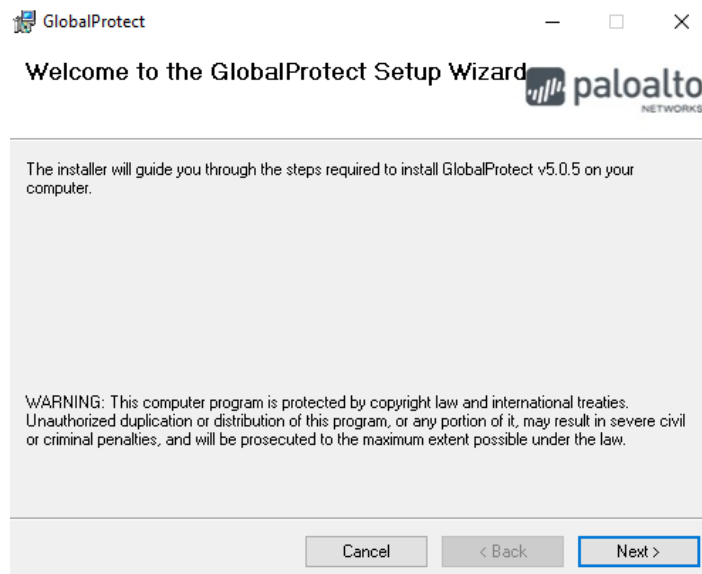 GlobalProtect
Welcome to the GlobalProtect Setup Wizard
paloalto
NETWORKS
The installer will guide you through the steps required to install GlobalProtect v5.0.5 on your
computer.
WARNING: This computer program is protected by copyright law and international treaties.
Unauthorized duplication or distribution of this program, or any portion of it, may result in severe civil
or criminal penalties, and will be prosecuted to the maximum extent possible under the law.
Cancel < Back Next >